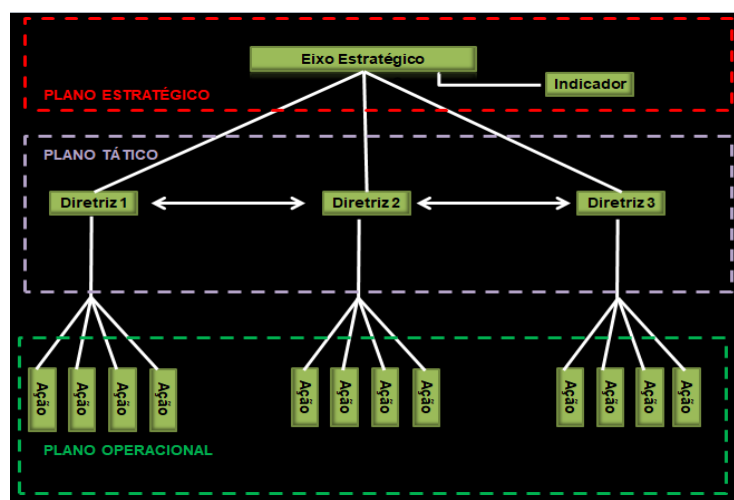 Eixo Estratégico
Indicador
PLANO ESTRATÉGICO
PLANO TÁTICO
Diretriz 1
Diretriz 2
Diretriz 3
Ação
Ação
Ação
Ação
Ação
Ação
Ação
Ação
Ação
Ação
Ação
Ação
PLANO OPERACIONAL